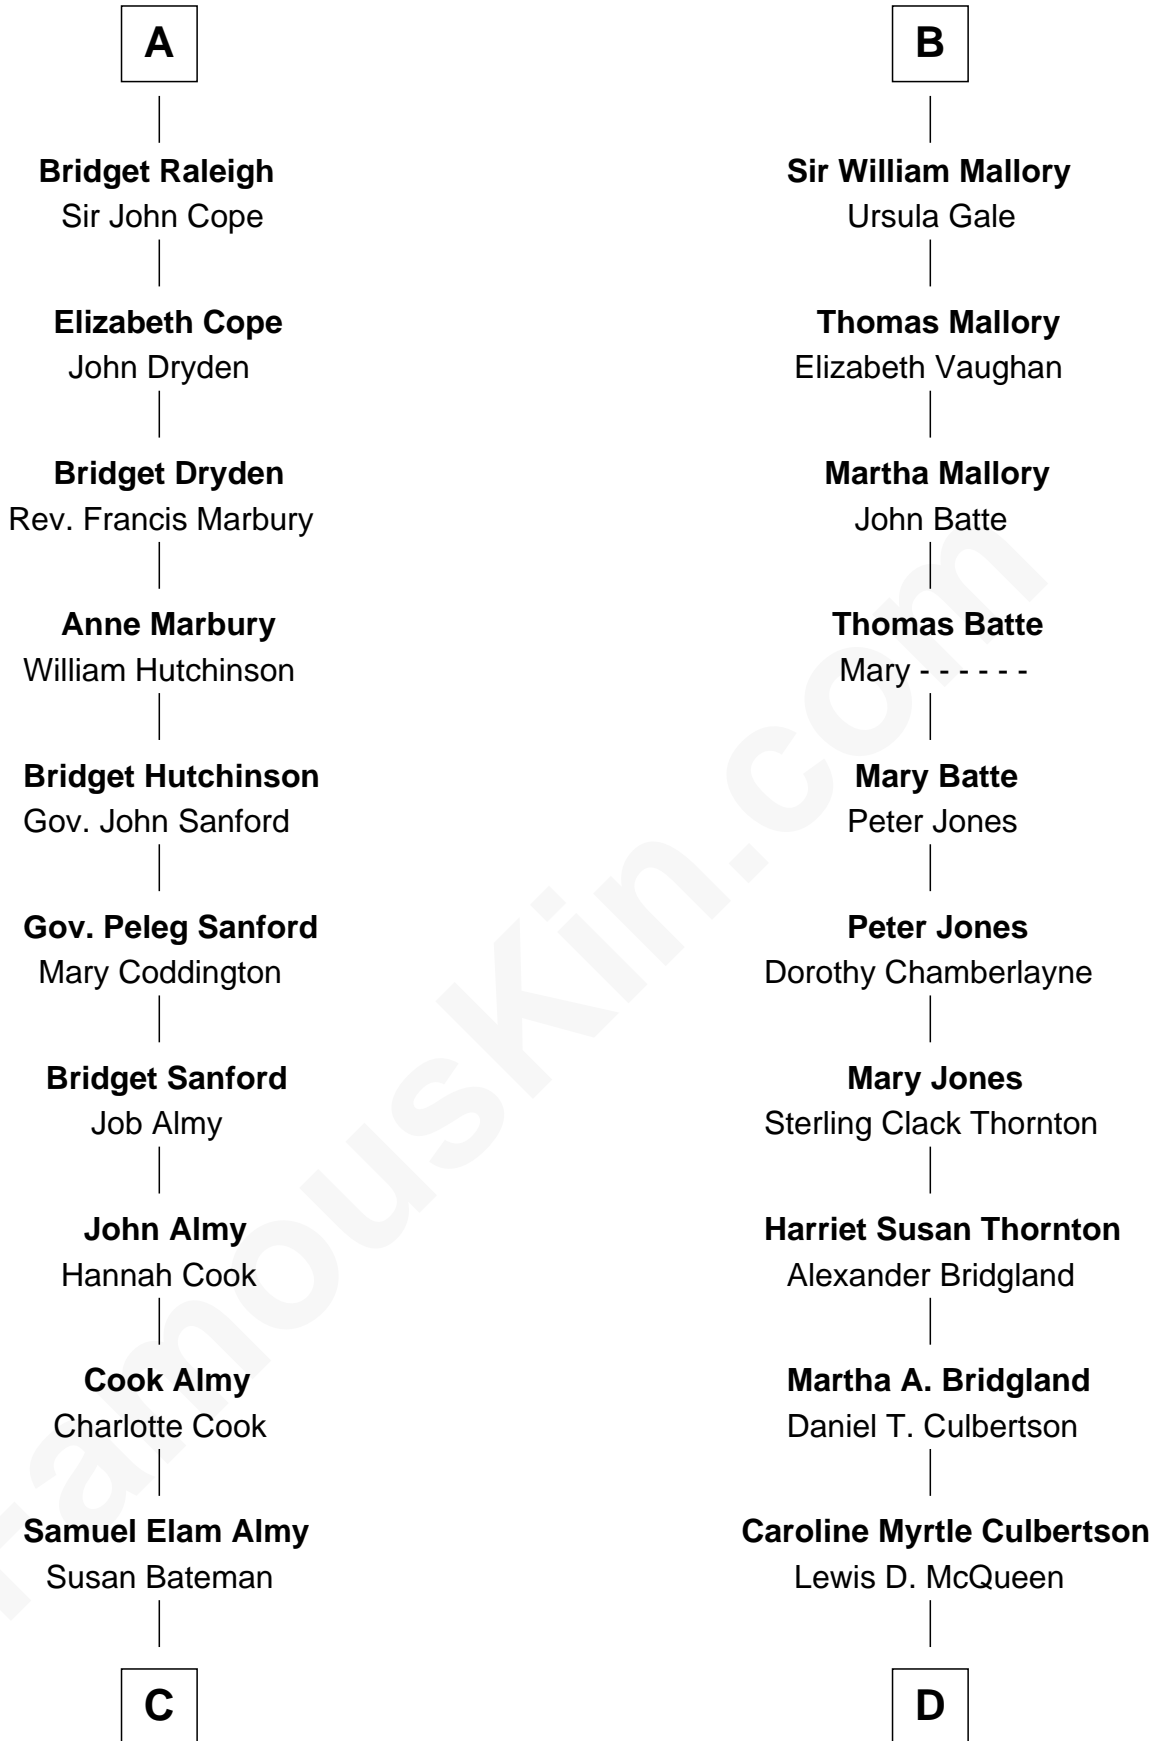 A
Bridget Raleigh
Sir John Cope
Elizabeth Cope
John Dryden
Bridget Dryden
Rev. Francis Marbury
Anne Marbury
William Hutchinson
Bridget Hutchinson
Gov. John Sanford
Gov. Peleg Sanford
Mary Coddington
Bridget Sanford
Job Almy
John Almy
Hannah Cook
Cook Almy
Charlotte Cook
Samuel Elam Almy
Susan Bateman
C
B
Sir William Mallory
Ursula Gale
Thomas Mallory
Elizabeth Vaughan
Martha Mallory
John Batte
Thomas Batte
Mary - - - - - -
Mary Batte
Peter Jones
Peter Jones
Dorothy Chamberlayne
Mary Jones
Sterling Clack Thornton
Harriet Susan Thornton
Alexander Bridgland
Martha A. Bridgland
Daniel T. Culbertson
Caroline Myrtle Culbertson
Lewis D. McQueen
D
FamousKin.com